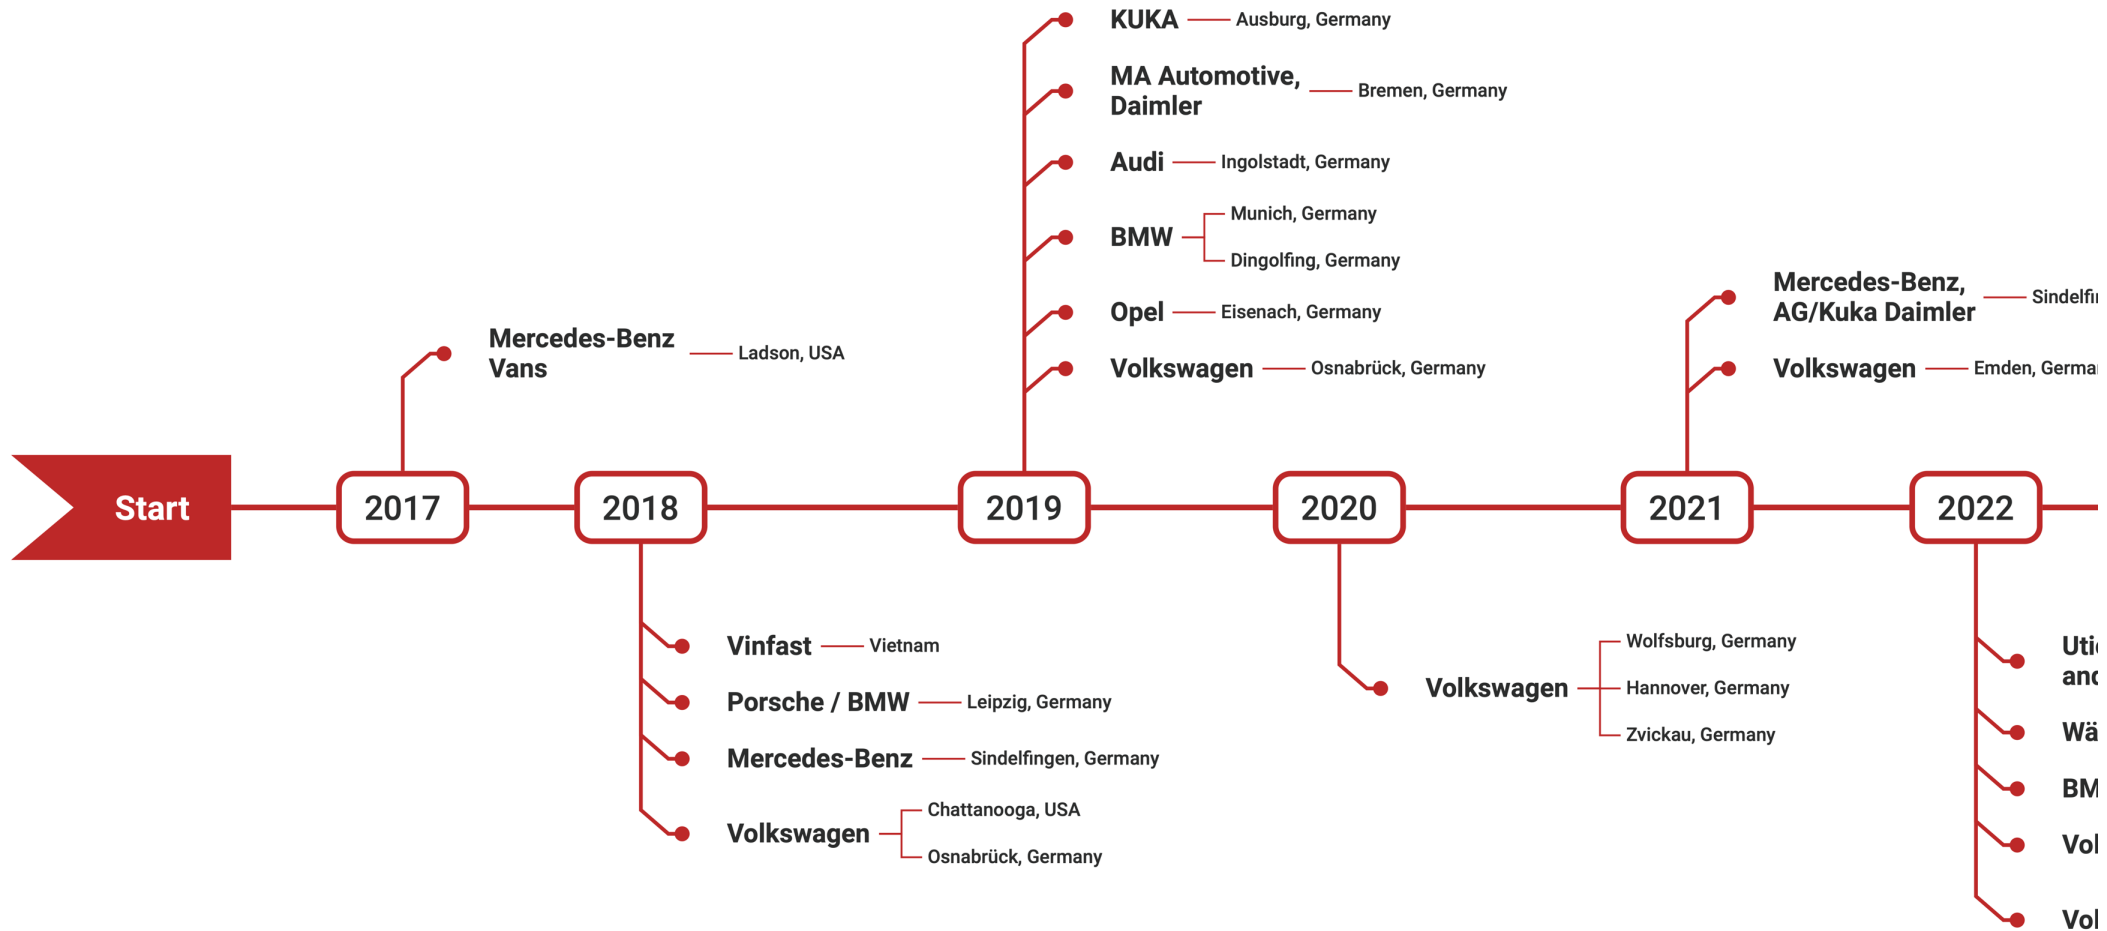 KUKA
Ausburg, Germany
MA Automotive,
Daimler
Bremen, Germany
Audi
Ingolstadt, Germany
BMW
Munich, Germany
Dingolfing, Germany
Opel
Eisenach, Germany
Volkswagen
Osnabrück, Germany
Mercedes-Benz
Vans
Ladson, USA
Mercedes-Benz,
AG/Kuka Daimler
Volkswagen
Emden,
Start
2017
2018
2019
2020
2021
2022
Vinfast
Vietnam
Porsche / BMW
Leipzig, Germany
Mercedes-Benz
Sindelfingen, Germany
Volkswagen
Chattanooga, USA
Osnabrück, Germany
Volkswagen
Wolfsburg, Germany
Hannover, Germany
Zvickau, Germany